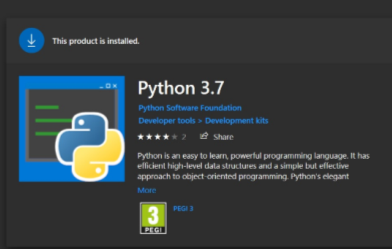 This product is installed.
Python 3.7
Python Software Foundation
Developer tools > Development kits
2 Share
Python is an easy to learn, powerful programming language. It has
efficient high-level data structures and a simple but effective
approach to object-oriented programming. Python's elegant
More
3
PEGI
PEGI 3